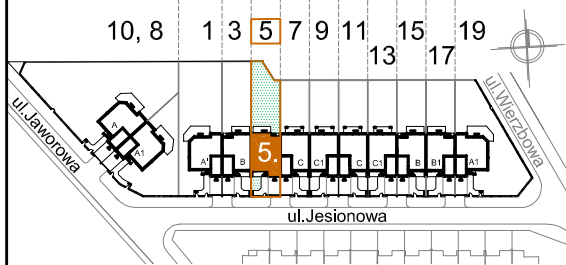 10, 8 1 3 5 7 9 11 15 19
13 17
ul.Jaworowa
ul.Wierzbowa
A
A1
A'
B
5.
C
C1
C
C1
B
B1
A1
ul.Jesionowa